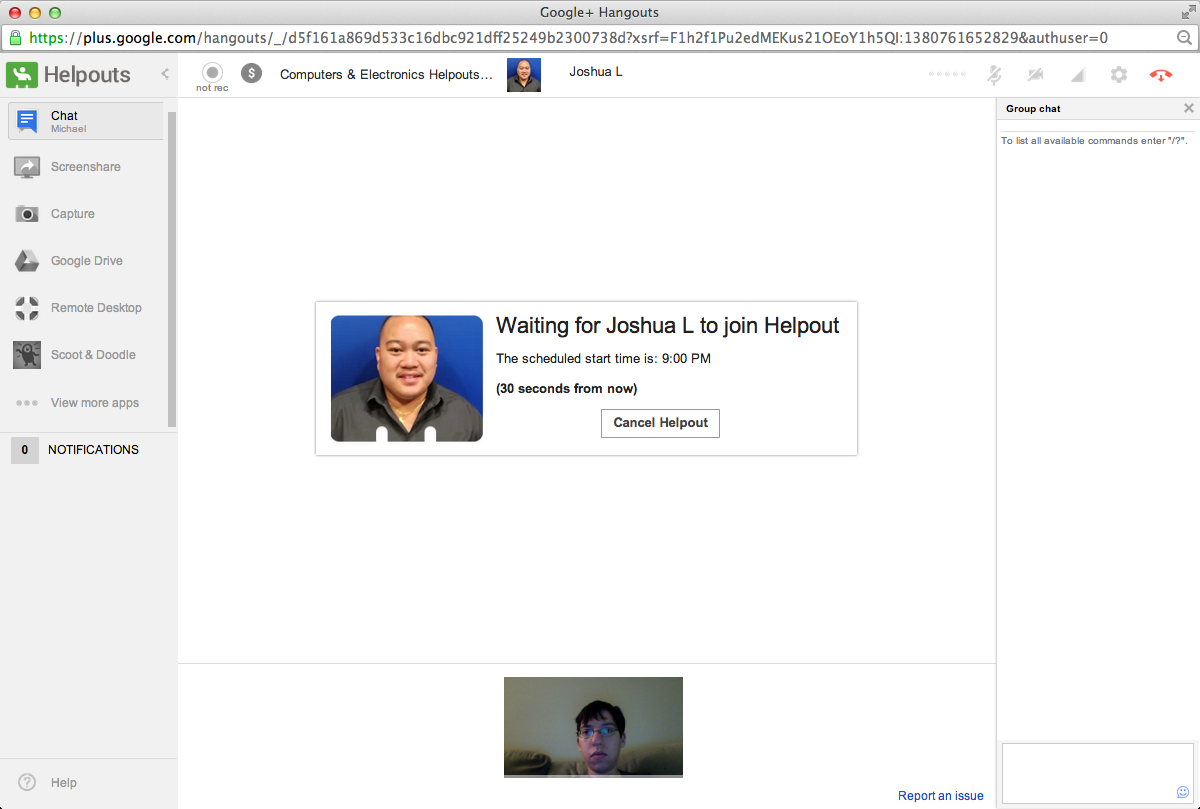 Google+ Hangouts
https://plus.google.com/hangouts/_/d5f161a869d533c16dbc921dff25249b2300738d?xsrf=F1h2f1Pu2edMEKus21OEoY1h5QI:1380761652829&authuser=0
Helpouts
not rec
$
Computers & Electronics Helpouts...
Joshua L
Chat
Michael
Screenshare
Capture
Google Drive
Remote Desktop
Scoot & Doodle
View more apps
0 NOTIFICATIONS
Help
Waiting for Joshua L to join Helpout
The scheduled start time is: 9:00 PM
(30 seconds from now)
Cancel Helpout
Report an issue
Group chat
To list all available commands enter "/?".